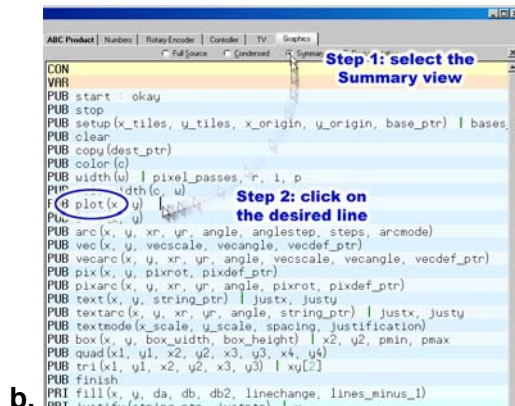 ABC Product Numbers Rotary Encoder Controller TV Graphics
Full Source Condensed Summary
Step 1: select the
Summary view
CON
VAR
PUB start : okay
PUB stop
PUB setup(x_tiles, y_tiles, x_origin, y_origin, base_ptr) | bases_
PUB clear
PUB copy(dest_ptr)
PUB color(c)
PUB width(w) | pixel_passes, r, i, p
(c, w)
Step 2: click on
the desired line
plot(x, y)
y)
PUB arc(x, y, xr, yr, angle, anglestep, steps, arcmode)
PUB vec(x, y, vecscale, vecangle, vecdef_ptr)
PUB vecarc(x, y, xr, yr, angle, vecscale, vecangle, vecdef_ptr)
PUB pix(x, y, pixrot, pixdef_ptr)
PUB pixarc(x, y, xr, yr, angle, pixrot, pixdef_ptr)
PUB text(x, y, string_ptr) | justx, justy
PUB textarc(x, y, xr, yr, angle, string_ptr) | justx, justy
PUB textmode(x_scale, y_scale, spacing, justification)
PUB box(x, y, box_width, box_height) | x2, y2, pmin, pmax
PUB quad(x1, y1, x2, y2, x3, y3, x4, y4)
PUB tri(x1, y1, x2, y2, x3, y3) | xy[2]
PUB finish
b. PRI fill(x, y, da, db, db2, linechange, lines_minus_1)